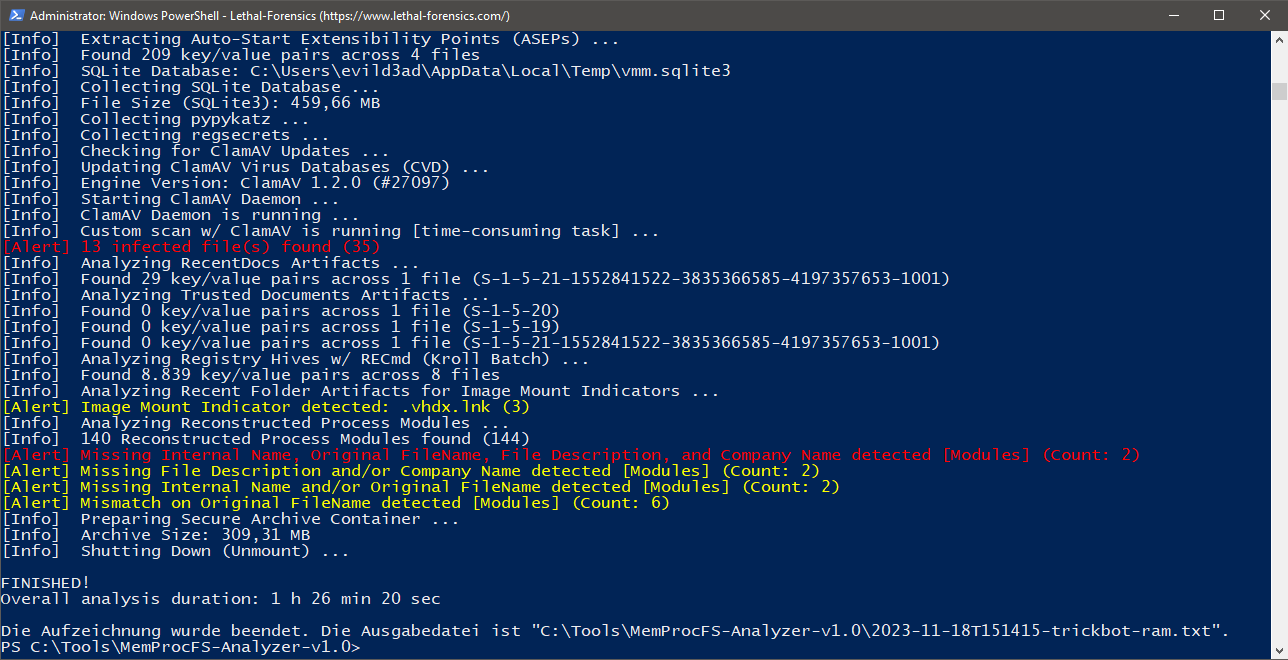 Administrator: Windows PowerShell - Lethal-Forensics (https://www.lethal-forensics.com/)
[Info]  Extracting Auto-Start Extensibility Points (ASEPs) ...
[Info]  Found 209 key/value pairs across 4 files
[Info]  SQLite Database: C:\Users\evild3ad\AppData\Local\Temp\vmm.sqlite3
[Info]  Collecting SQLite Database ...
[Info]  File Size (SQLite3): 459,66 MB
[Info]  Collecting pypykatz ...
[Info]  Collecting regsecrets ...
[Info]  Checking for ClamAV Updates ...
[Info]  Updating ClamAV Virus Databases (CVD) ...
[Info]  Engine Version: ClamAV 1.2.0 (#27097)
[Info]  Starting ClamAV Daemon ...
[Info]  ClamAV Daemon is running ...
[Info]  Custom scan w/ ClamAV is running [time-consuming task] ...
[Alert] 13 infected file(s) found (35)
[Info]  Analyzing RecentDocs Artifacts ...
[Info]  Found 29 key/value pairs across 1 file (S-1-5-21-1552841522-3835366585-4197357653-1001)
[Info]  Analyzing Trusted Documents Artifacts ...
[Info]  Found 0 key/value pairs across 1 file (S-1-5-20)
[Info]  Found 0 key/value pairs across 1 file (S-1-5-19)
[Info]  Found 0 key/value pairs across 1 file (S-1-5-21-1552841522-3835366585-4197357653-1001)
[Info]  Analyzing Registry Hives w/ RECmd (Kroll Batch) ...
[Info]  Found 8.839 key/value pairs across 8 files
[Info]  Analyzing Recent Folder Artifacts for Image Mount Indicators ...
[Alert] Image Mount Indicator detected: .vhdx.lnk (3)
[Info]  Analyzing Reconstructed Process Modules ...
[Info]  140 Reconstructed Process Modules found (144)
[Alert] Missing Internal Name, Original FileName, File Description, and Company Name detected [Modules] (Count: 2)
[Alert] Missing File Description and/or Company Name detected [Modules] (Count: 2)
[Alert] Missing Internal Name and/or Original FileName detected [Modules] (Count: 2)
[Alert] Mismatch on Original FileName detected [Modules] (Count: 6)
[Info]  Preparing Secure Archive Container ...
[Info]  Archive Size: 309,31 MB
[Info]  Shutting Down (Unmount) ...
FINISHED!
Overall analysis duration: 1 h 26 min 20 sec
Die Aufzeichnung wurde beendet. Die Ausgabedatei ist "C:\Tools\MemProcFS-Analyzer-v1.0\2023-11-18T151415-trickbot-ram.txt".
PS C:\Tools\MemProcFS-Analyzer-v1.0>